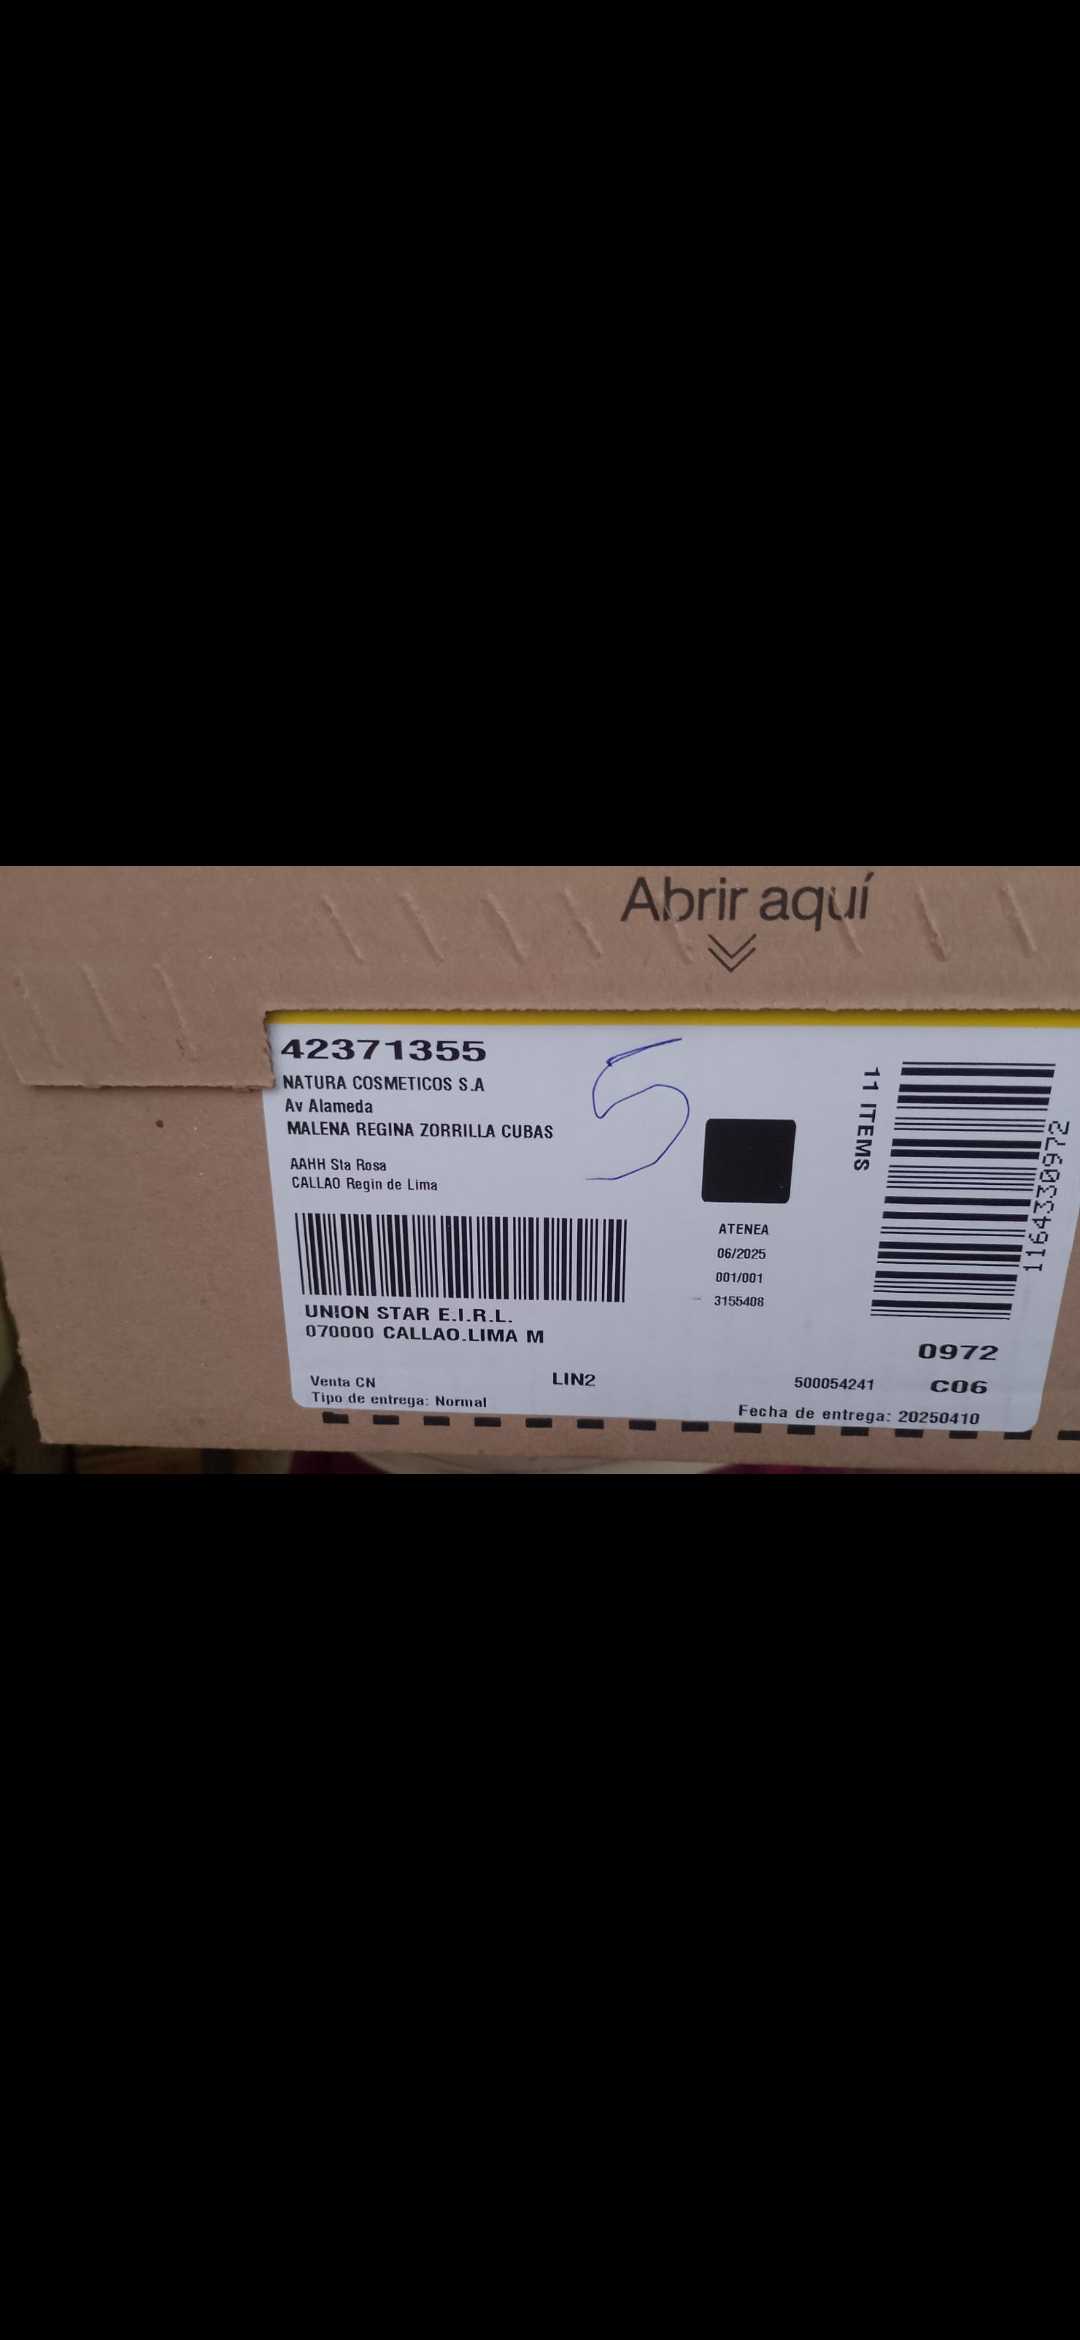 Abrir aquí
42371355
NATURA COSMETICOS S.A
Av Alameda
MALENA REGINA ZORRILLA CUBAS
AAHH Sta Rosa
CALLAO Regin de Lima
5
11 ITEMS
1164330972
ATENEA
06/2025
001/001
3155408
UNION STAR E.I.R.L.
070000 CALLAO.LIMA M
0972
Venta CN
LIN2
500054241
C06
Tipo de entrega: Normal
Fecha de entrega: 20250410